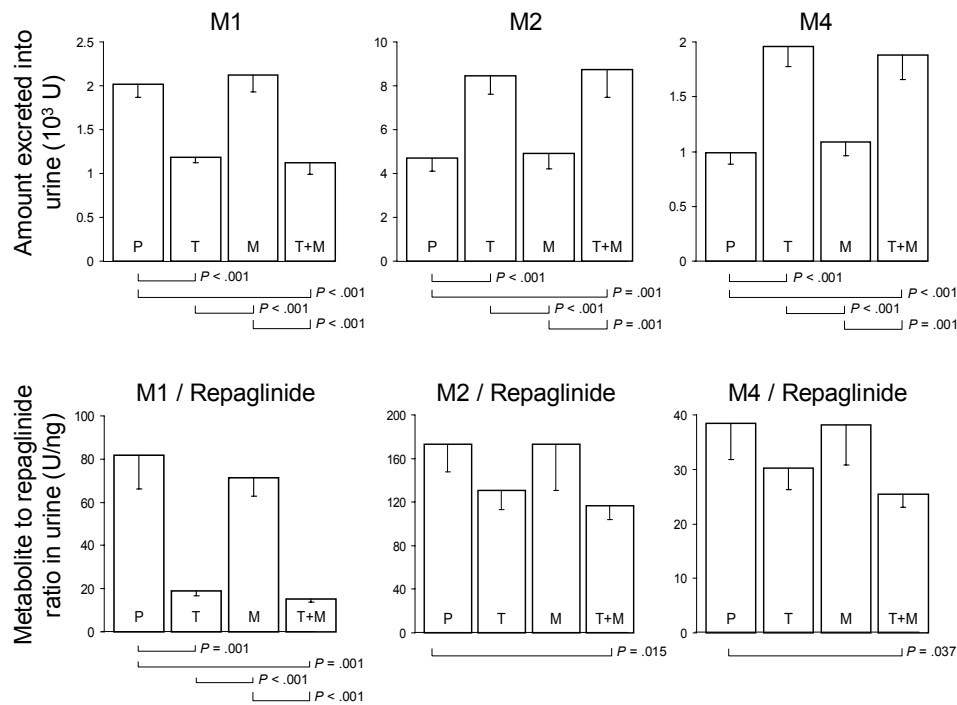 M1
M2
M4
Amount excreted into
urine (10³ U)
2.5
2
1.5
1
0.5
0
P
T
M
T+M
P < .001
P < .001
P < .001
P < .001
10
8
6
4
2
0
P
T
M
T+M
P < .001
P = .001
P < .001
P = .001
2
1.5
1
0.5
0
P
T
M
T+M
P < .001
P < .001
P < .001
P = .001
M1 / Repaglinide
M2 / Repaglinide
M4 / Repaglinide
Metabolite to repaglinide
ratio in urine (U/ng)
100
80
60
40
20
0
P
T
M
T+M
P = .001
P = .001
P < .001
P < .001
200
160
120
80
40
0
P
T
M
T+M
P = .015
40
30
20
10
0
P
T
M
T+M
P = .037